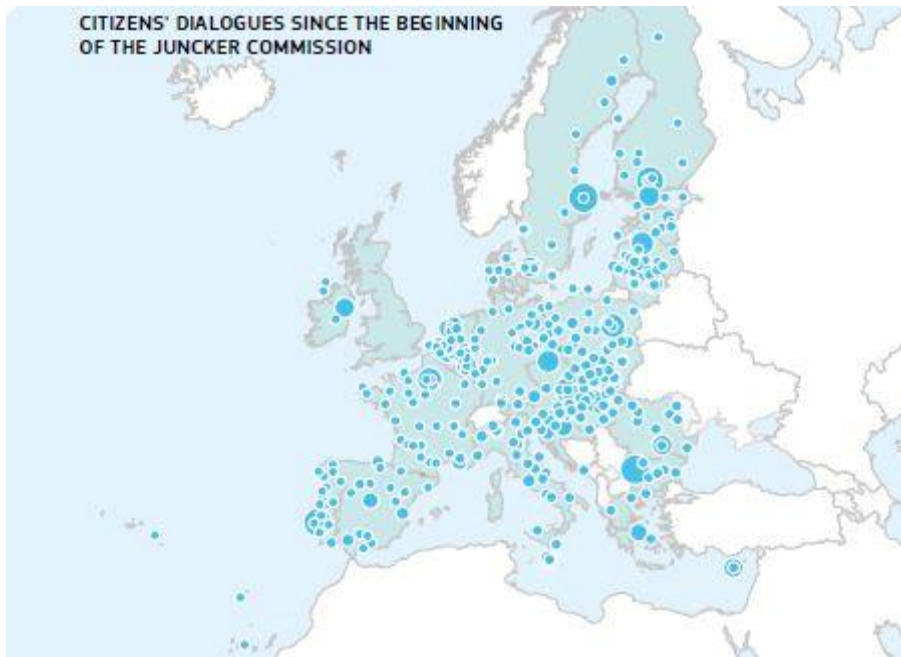 CITIZENS' DIALOGUES SINCE THE BEGINNING
OF THE JUNCKER COMMISSION